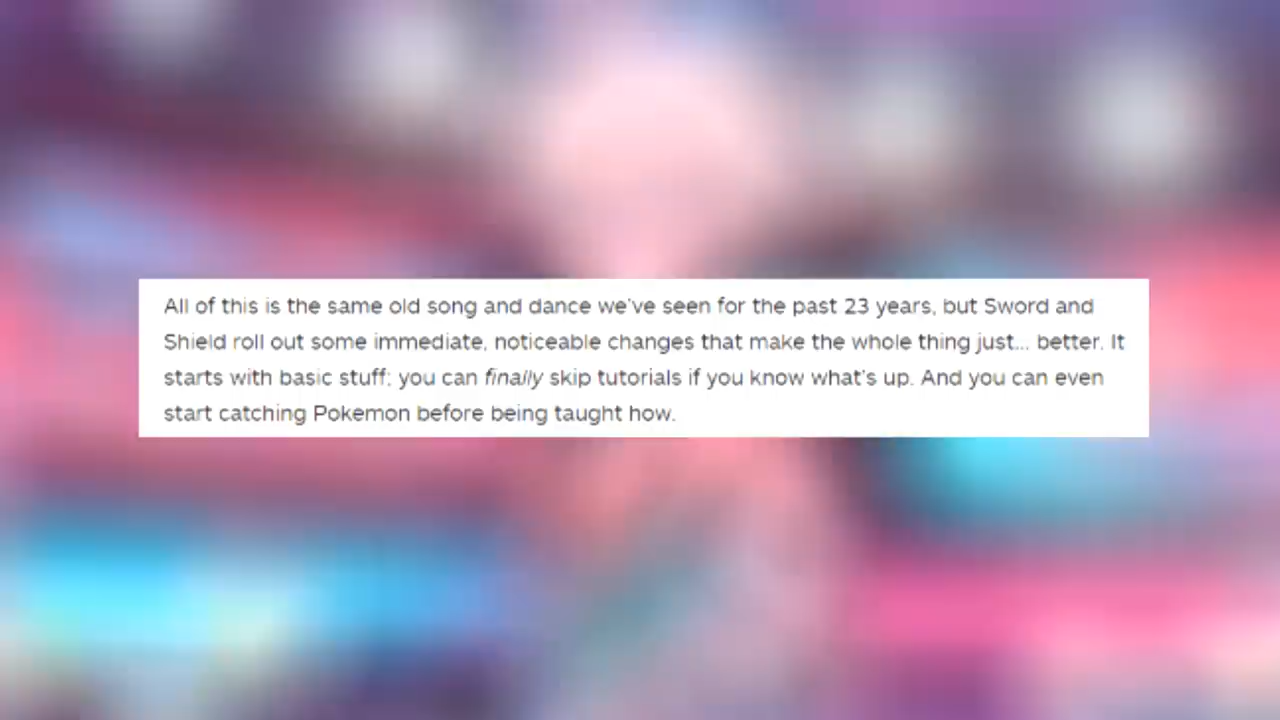 All of this is the same old song and dance we've seen for the past 23 years, but Sword and
Shield roll out some immediate, noticeable changes that make the whole thing just... better. It
starts with basic stuff; you can finally skip tutorials if you know what's up. And you can even
start catching Pokemon before being taught how.